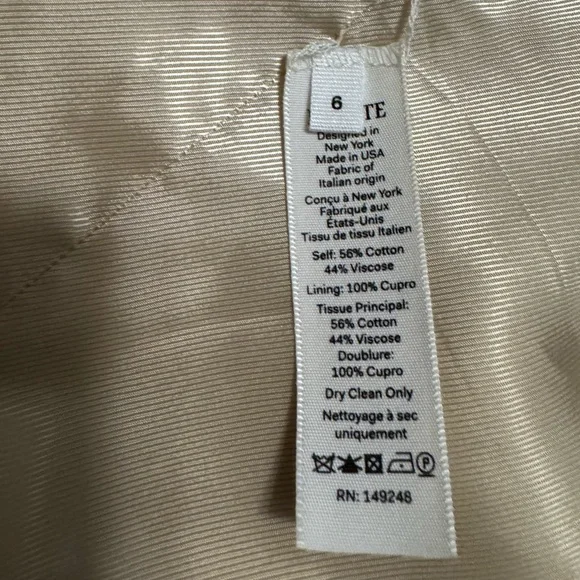 6
TE
Designed in
New York
Made in USA
Fabric of
Italian origin
Conçu à New York
Fabriqué aux
États-Unis
Tissu de tissu Italien
Self: 56% Cotton
44% Viscose
Lining: 100% Cupro
Tissue Principal:
56% Cotton
44% Viscose
Doublure:
100% Cupro
Dry Clean Only
Nettoyage à sec
uniquement
P
RN: 149248